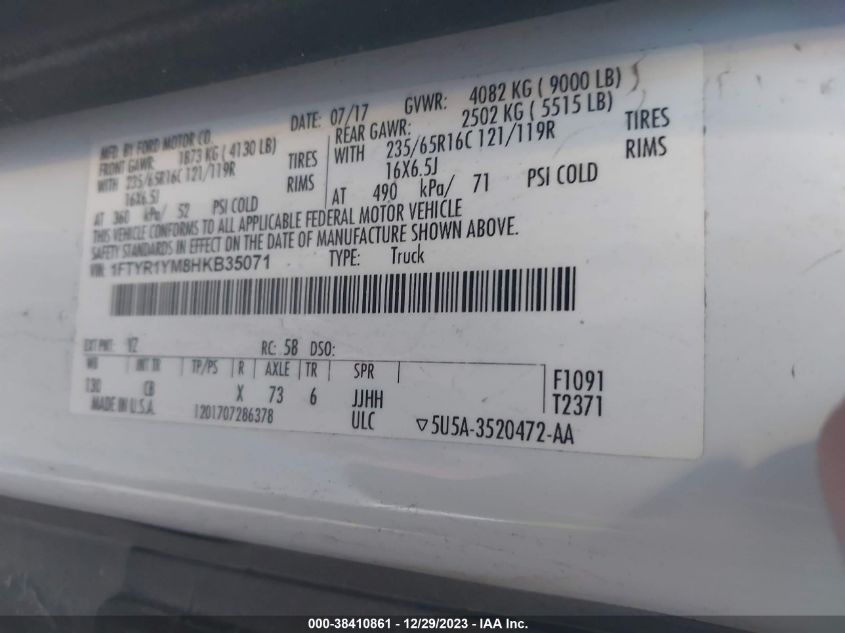 MFD. BY FORD MOTOR CO. DATE: 07/17 GVWR: 4082 KG ( 9000 LB)
FRONT GAWR: 1873 KG ( 4130 LB) REAR GAWR: 2502 KG ( 5515 LB)
WITH 235/65R16C 121/119R TIRES WITH 235/65R16C 121/119R TIRES
16X6.5J RIMS 16X6.5J RIMS
AT 360 kPa/ 52 PSI COLD AT 490 kPa/ 71 PSI COLD
THIS VEHICLE CONFORMS TO ALL APPLICABLE FEDERAL MOTOR VEHICLE
SAFETY STANDARDS IN EFFECT ON THE DATE OF MANUFACTURE SHOWN ABOVE.
VIN: 1FTYR1YM8HKB35071 TYPE: Truck
EXT PNT: YZ RC: 58 DSO:
WB INT TR TP/PS R AXLE TR SPR
130 CB X 73 6 JJHH F1091
MADE IN U.S.A. 1201707286378 ULC T2371
▽5U5A-3520472-AA
000-38410861 - 12/29/2023 - IAA Inc.